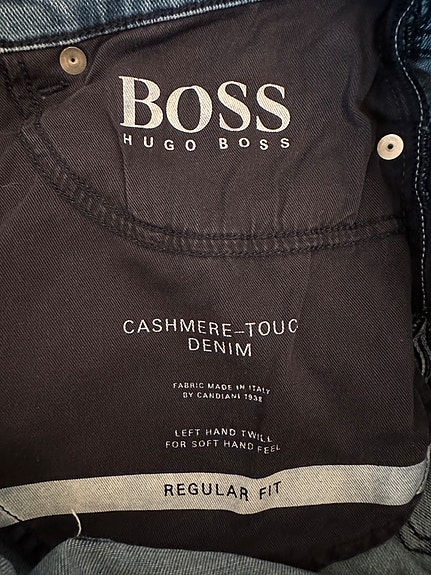 BOSS
HUGO BOSS
CASHMERE-TOUC
DENIM
FABRIC MADE IN ITALY
BY CANDIANI 1938
LEFT HAND TWILL
FOR SOFT HAND FEEL
REGULAR FIT